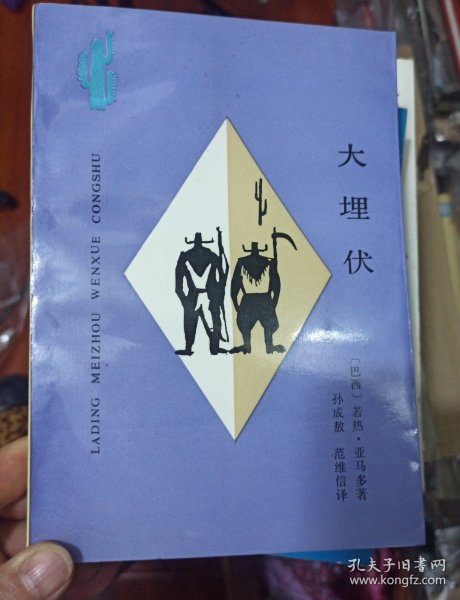 大埋伏
LADING MEIZHOU WENXUE CONGSHU
[巴西] 若热·亚马多著
孙成敖 范维信译
孔夫子旧书网
www.kongfz.com